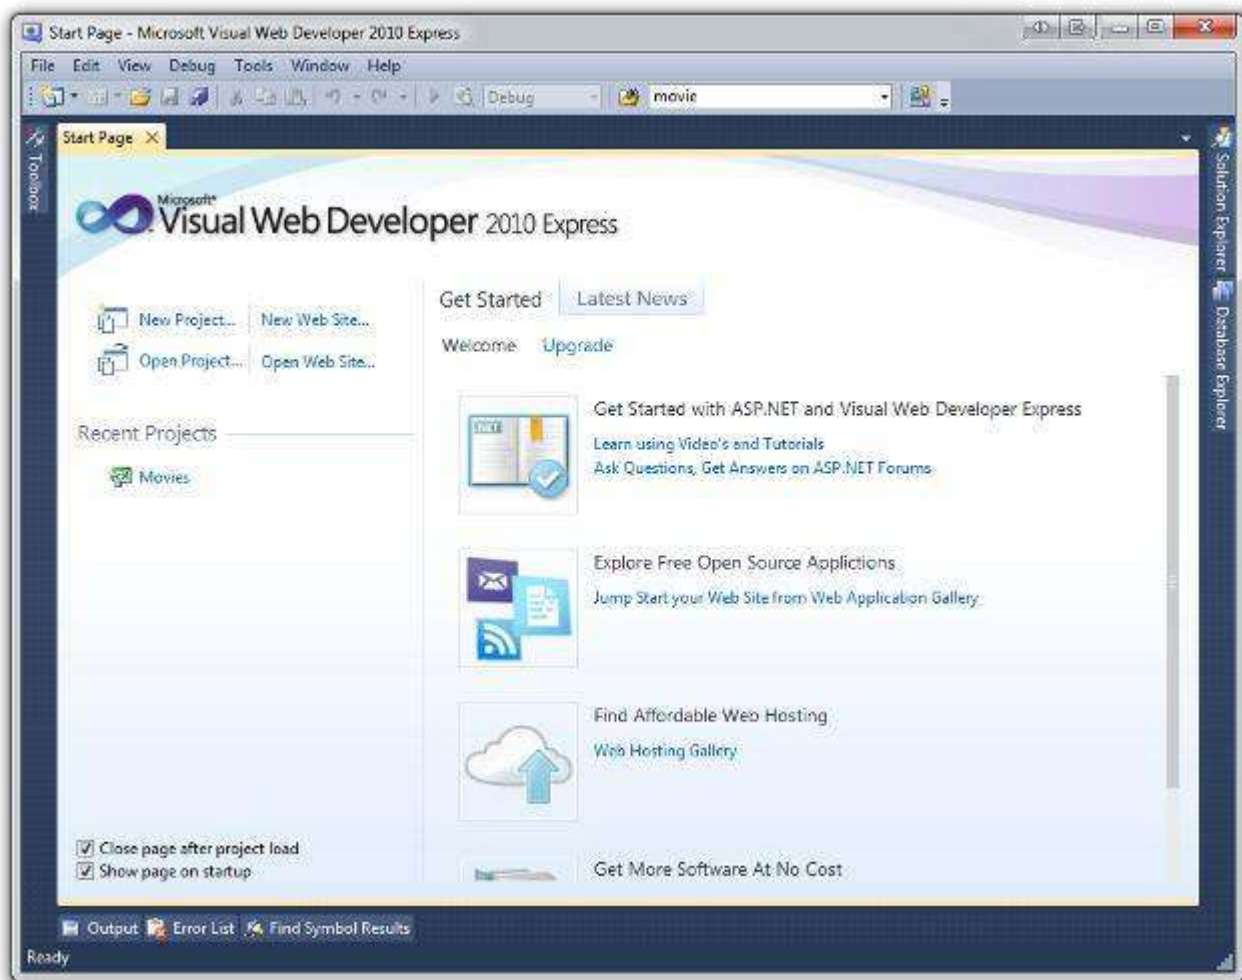 Start Page - Microsoft Visual Web Developer 2010 Express
File Edit View Debug Tools Window Help
Debug movie
Toolbox
Start Page
Solution Explorer
Database Explorer
Microsoft®
Visual Web Developer 2010 Express
New Project... New Web Site...
Open Project... Open Web Site...
Recent Projects
Movies
Get Started Latest News
Welcome Upgrade
.NET
Get Started with ASP.NET and Visual Web Developer Express
Learn using Video's and Tutorials
Ask Questions, Get Answers on ASP.NET Forums
Explore Free Open Source Applictions
Jump Start your Web Site from Web Application Gallery
Find Affordable Web Hosting
Web Hosting Gallery
Get More Software At No Cost
Close page after project load
Show page on startup
Output Error List Find Symbol Results
Ready